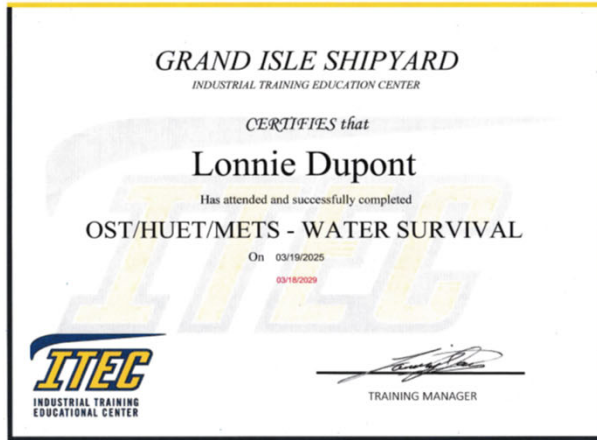 GRAND ISLE SHIPYARD
INDUSTRIAL TRAINING EDUCATION CENTER
CERTIFIES that
Lonnie Dupont
Has attended and successfully completed
OST/HUET/METS - WATER SURVIVAL
On 03/19/2025
03/18/2029
ITEC
ITEC
INDUSTRIAL TRAINING
EDUCATIONAL CENTER
TRAINING MANAGER